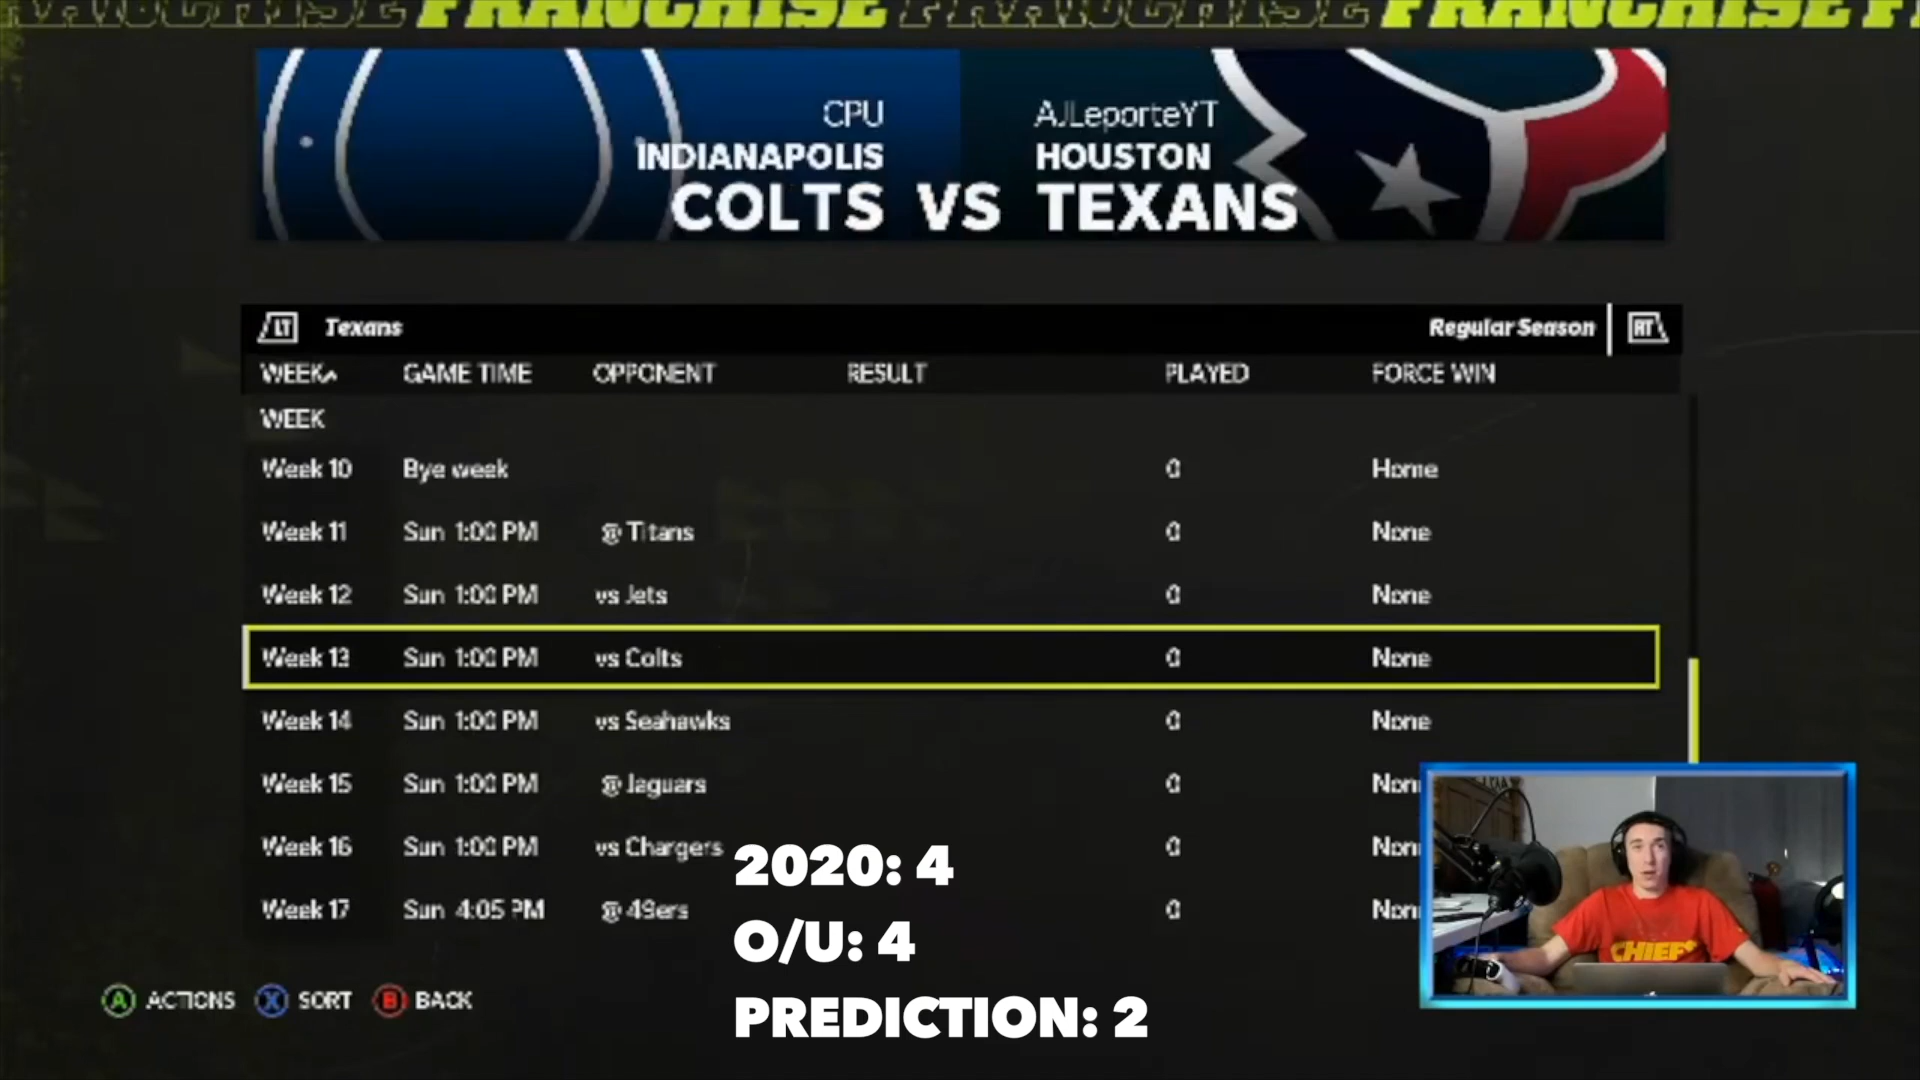 FRANCHISE FRANCHISE FRANCHISE FRANCHISE F
CPU
INDIANAPOLIS
COLTS
VS
AJLeporteYT
HOUSTON
TEXANS
LT Texans Regular Season RT
WEEK GAME TIME OPPONENT RESULT PLAYED FORCE WIN
WEEK
Week 10 Bye week 0 Home
Week 11 Sun 1:00 PM @ Titans 0 None
Week 12 Sun 1:00 PM vs Jets 0 None
Week 13 Sun 1:00 PM vs Colts 0 None
Week 14 Sun 1:00 PM vs Seahawks 0 None
Week 15 Sun 1:00 PM @ Jaguars 0 Non
Week 16 Sun 1:00 PM vs Chargers 0 Non
Week 17 Sun 4:05 PM @ 49ers 0 Non
2020: 4
O/U: 4
PREDICTION: 2
CHIEFS
A ACTIONS X SORT B BACK